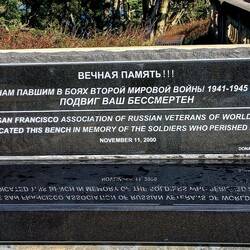 ВЕЧНАЯ ПАМЯТЬ!!!
НАМ ПАВШИМ В БОЯХ ВТОРОЙ МИРОВОЙ ВОЙНЫ 1941-1945
ПОДВИГ ВАШ БЕССМЕРТЕН
SAN FRANCISCO ASSOCIATION OF RUSSIAN VETERANS OF WORLD
CATED THIS BENCH IN MEMORY OF THE SOLDIERS WHO PERISHED
NOVEMBER 11, 2000
DONA